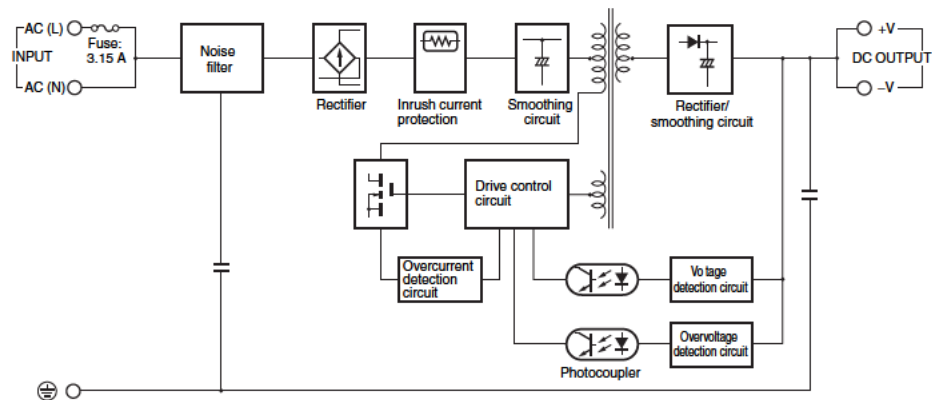 AC (L)
Fuse:
3.15 A
INPUT
AC (N)
Noise
filter
Rectifier
Inrush current
protection
Smoothing
circuit
Rectifier/
smoothing circuit
+V
DC OUTPUT
–V
Drive control
circuit
Overcurrent
detection
circuit
Vo tage
detection circuit
Overvoltage
detection circuit
Photocoupler